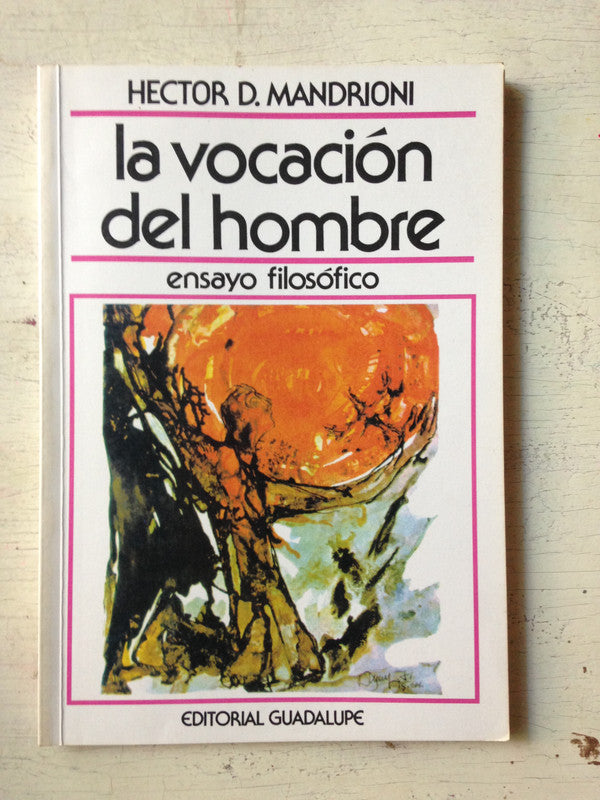 HECTOR D. MANDRIONI
la vocación
del hombre
ensayo filosófico
EDITORIAL GUADALUPE